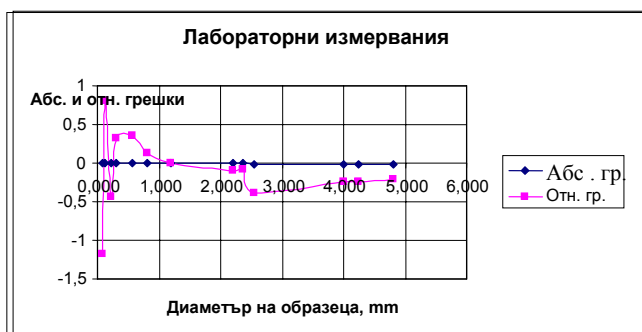 Лабораторни измервания
Абс. и отн. грешки
1
0,5
0
-0,5
-1
-1,5
0,000 1,000 2,000 3,000 4,000 5,000 6,000
Диаметър на образеца, mm
Абс . гр.
Отн. гр.